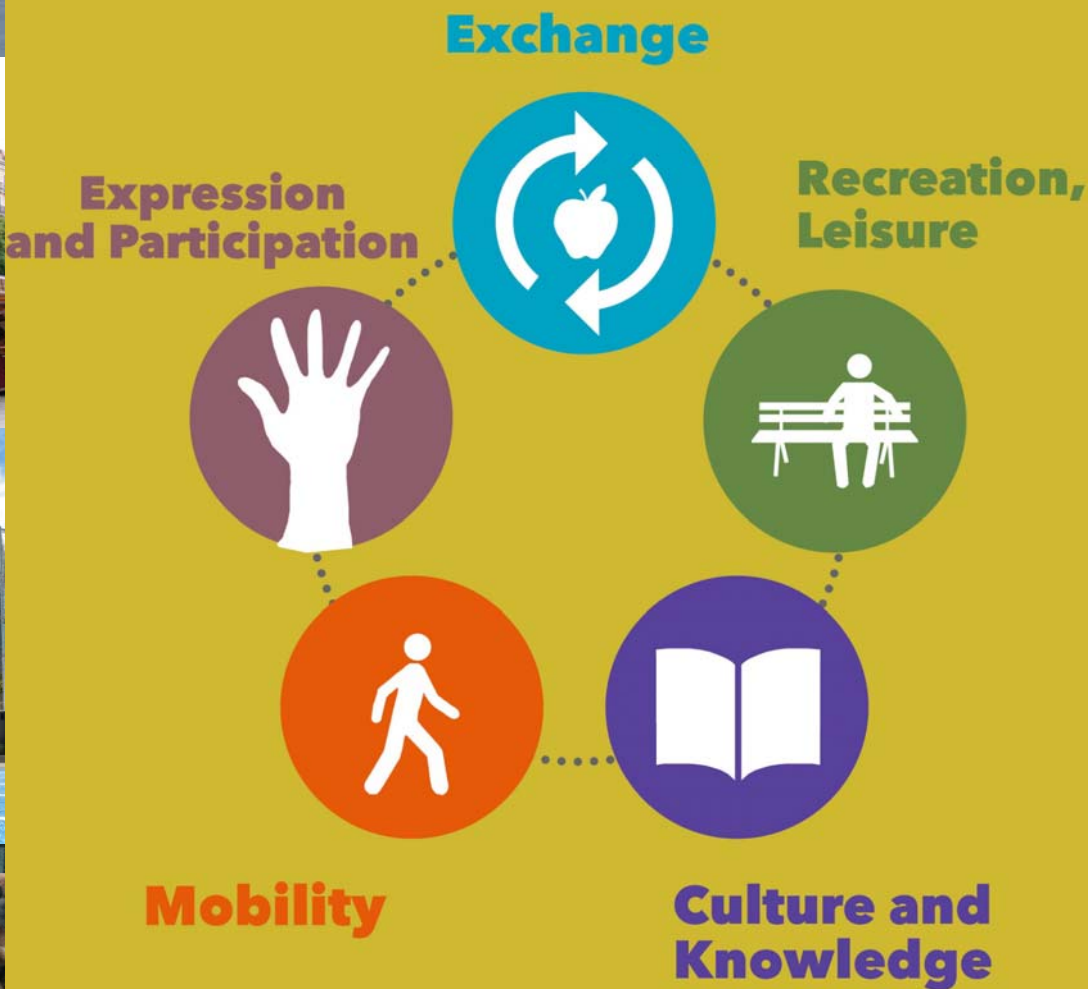 Exchange
Expression
and Participation
Recreation,
Leisure
Mobility
Culture and
Knowledge